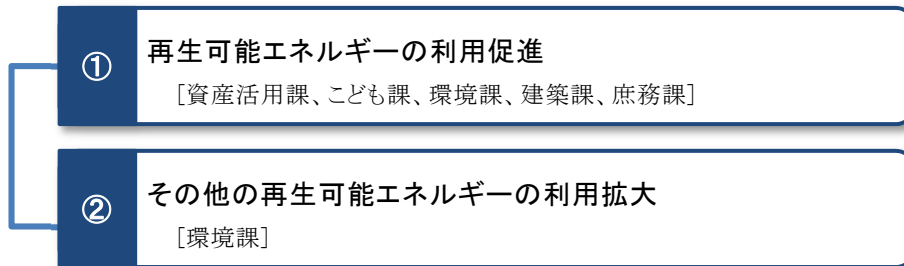 ①
再生可能エネルギーの利用促進
[資産活用課、こども課、環境課、建築課、庶務課]
②
その他の再生可能エネルギーの利用拡大
[環境課]